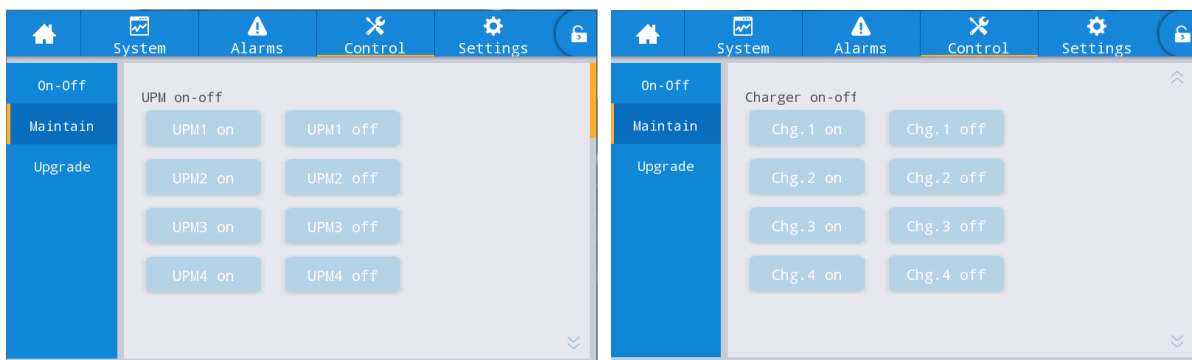 System Alarms Control Settings
On-Off
Maintain
Upgrade
UPM on-off
UPM1 on UPM1 off
UPM2 on UPM2 off
UPM3 on UPM3 off
UPM4 on UPM4 off
System Alarms Control Settings
On-Off
Maintain
Upgrade
Charger on-off
Chg.1 on Chg.1 off
Chg.2 on Chg.2 off
Chg.3 on Chg.3 off
Chg.4 on Chg.4 off